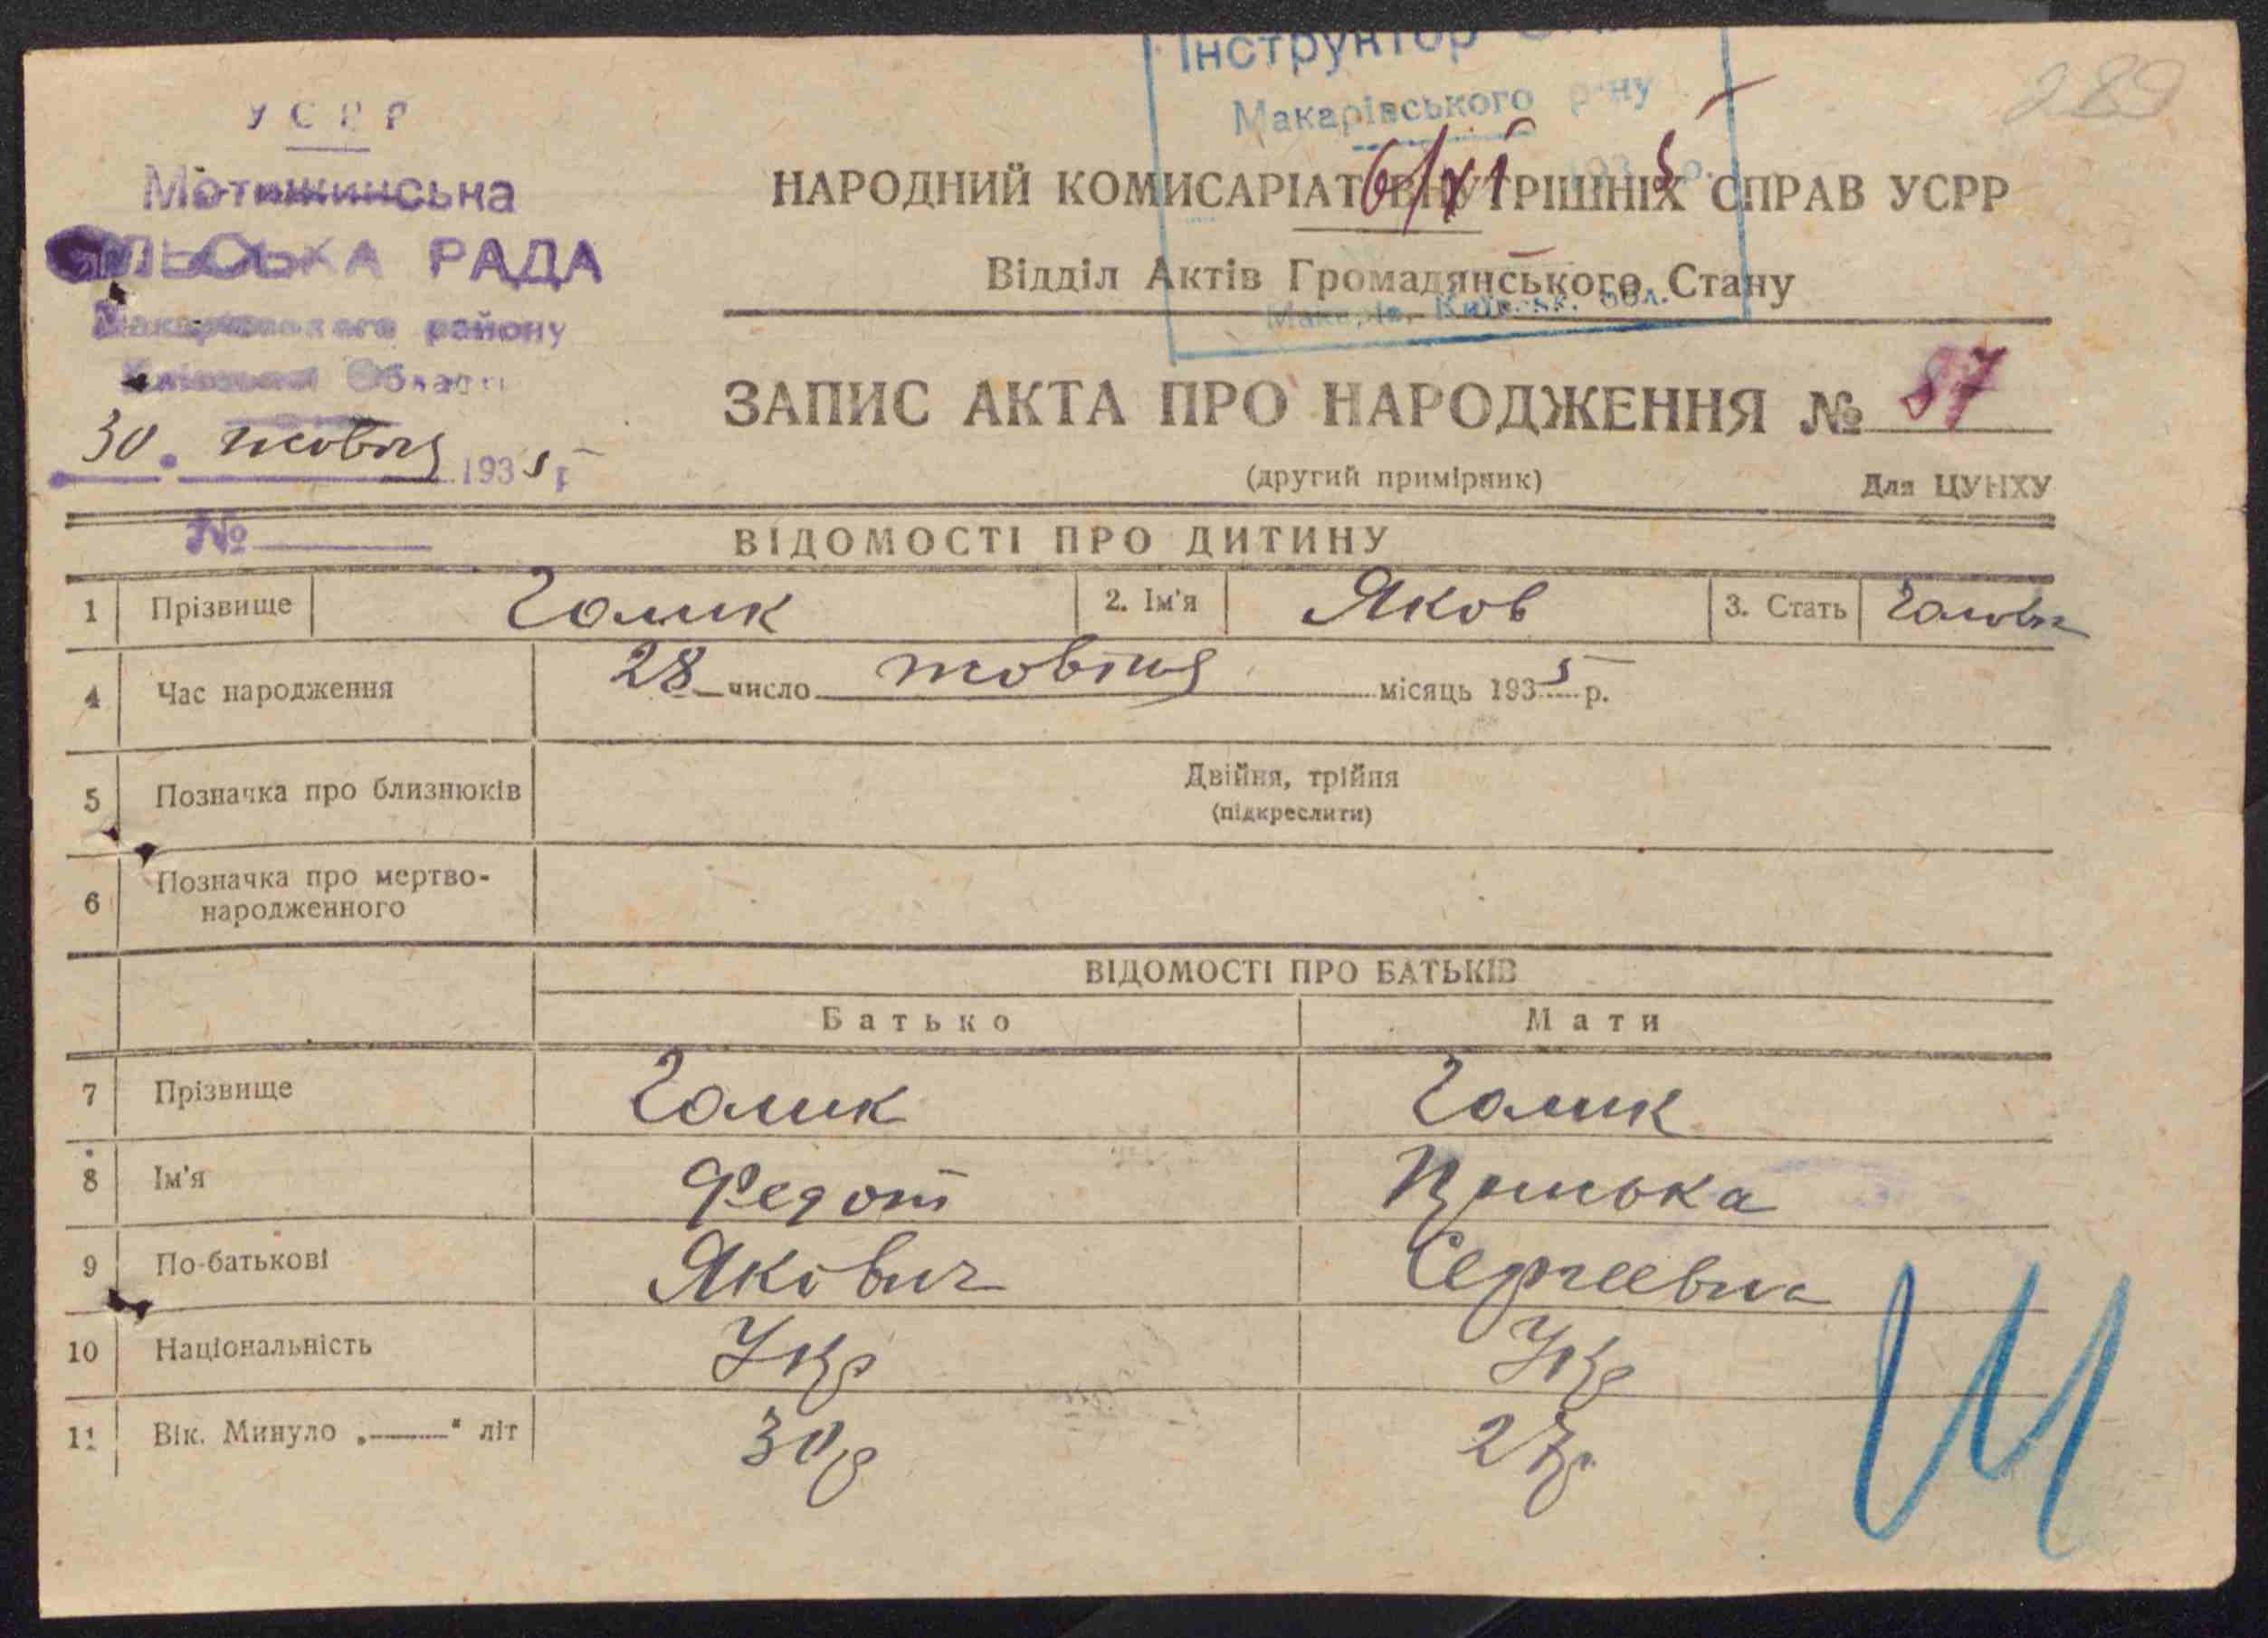 289
УСРР
Мотижинська
СІЛЬСЬКА РАДА
Макарівського району
Київської Області
30. жовтня 1935 р
№
Інструктор
Макарівського р-ну
6/XI 5
Макарів, Київськ. обл.
НАРОДНИЙ КОМИСАРІАТ ВНУТРІШНІХ СПРАВ УСРР
Відділ Актів Громадянського Стану
ЗАПИС АКТА ПРО НАРОДЖЕННЯ № 87
(другий примірник) Для ЦУНХУ
ВІДОМОСТІ ПРО ДИТИНУ
1 Прізвище Голик 2. Ім'я Яков 3. Стать Чолов
4 Час народження 28 число жовтня місяць 1935 р.
5 Позначка про близнюків Двійня, трійня
(підкреслити)
6 Позначка про мертво-
народженного
ВІДОМОСТІ ПРО БАТЬКІВ
Батько Мати
7 Прізвище Голик Голик
8 Ім'я Федот
9 По-батькові Якович Сергеевна
10 Національність Укр Укр
11 Вік. Минуло „——" літ 30р 27р